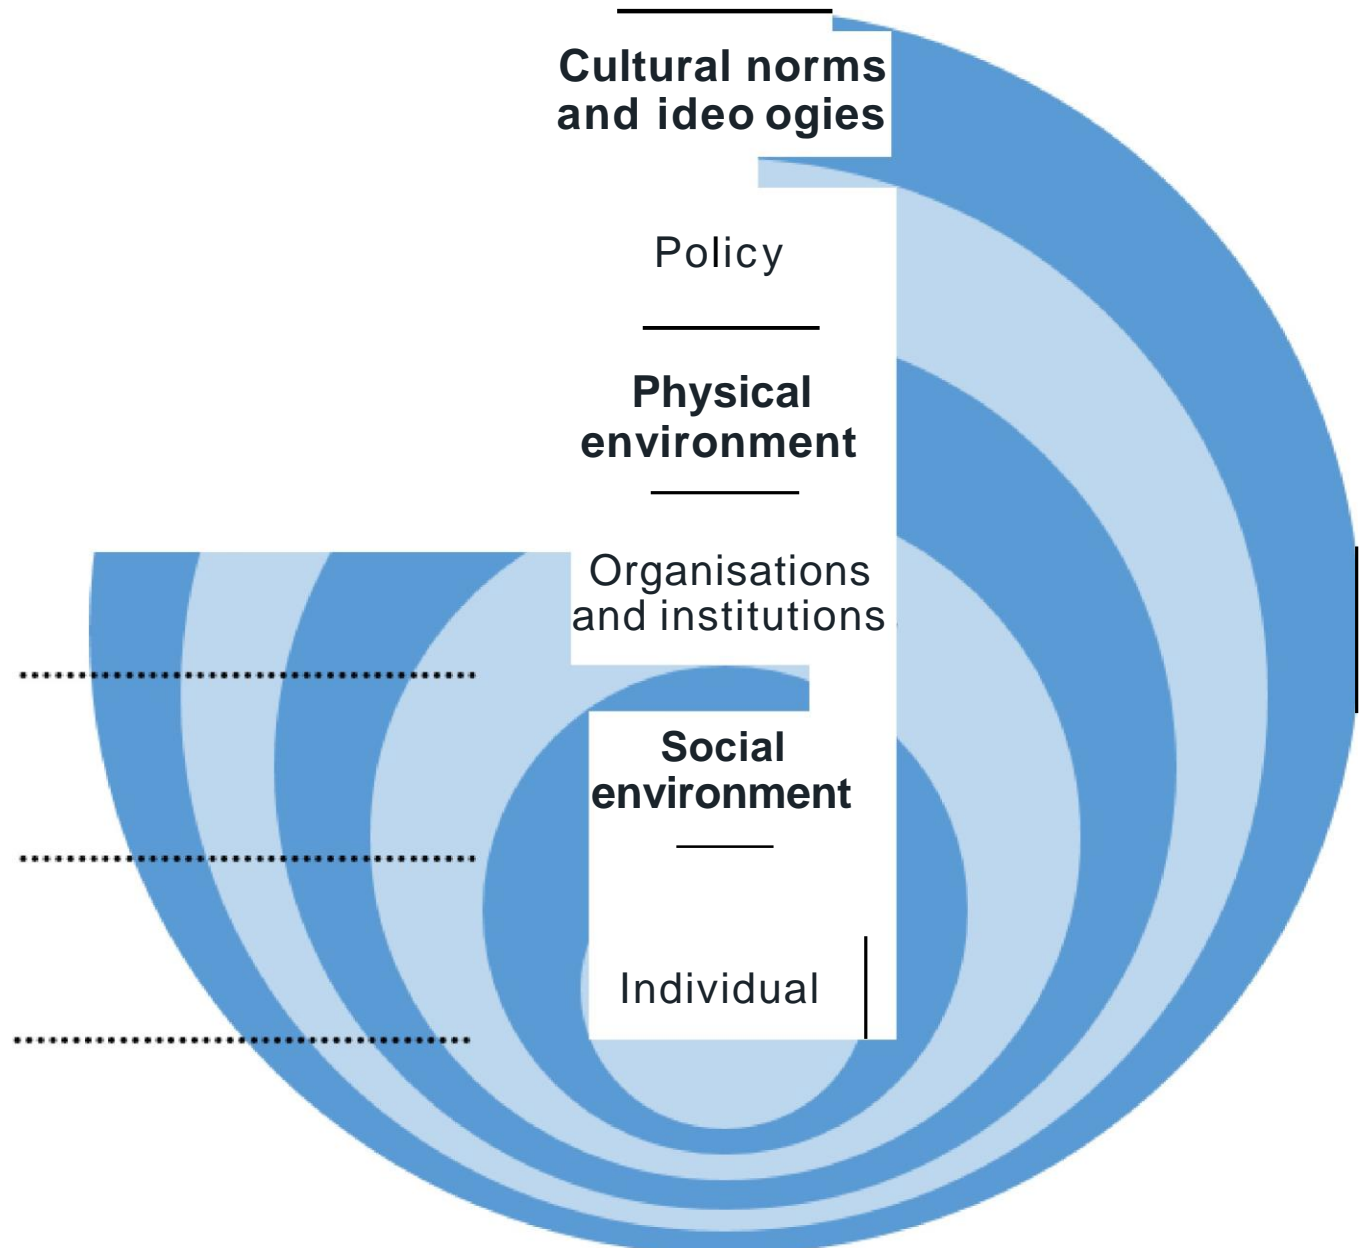 Cultural norms
and ideo ogies
Policy
Physical
environment
Organisations
and institutions
Social
environment
Individual